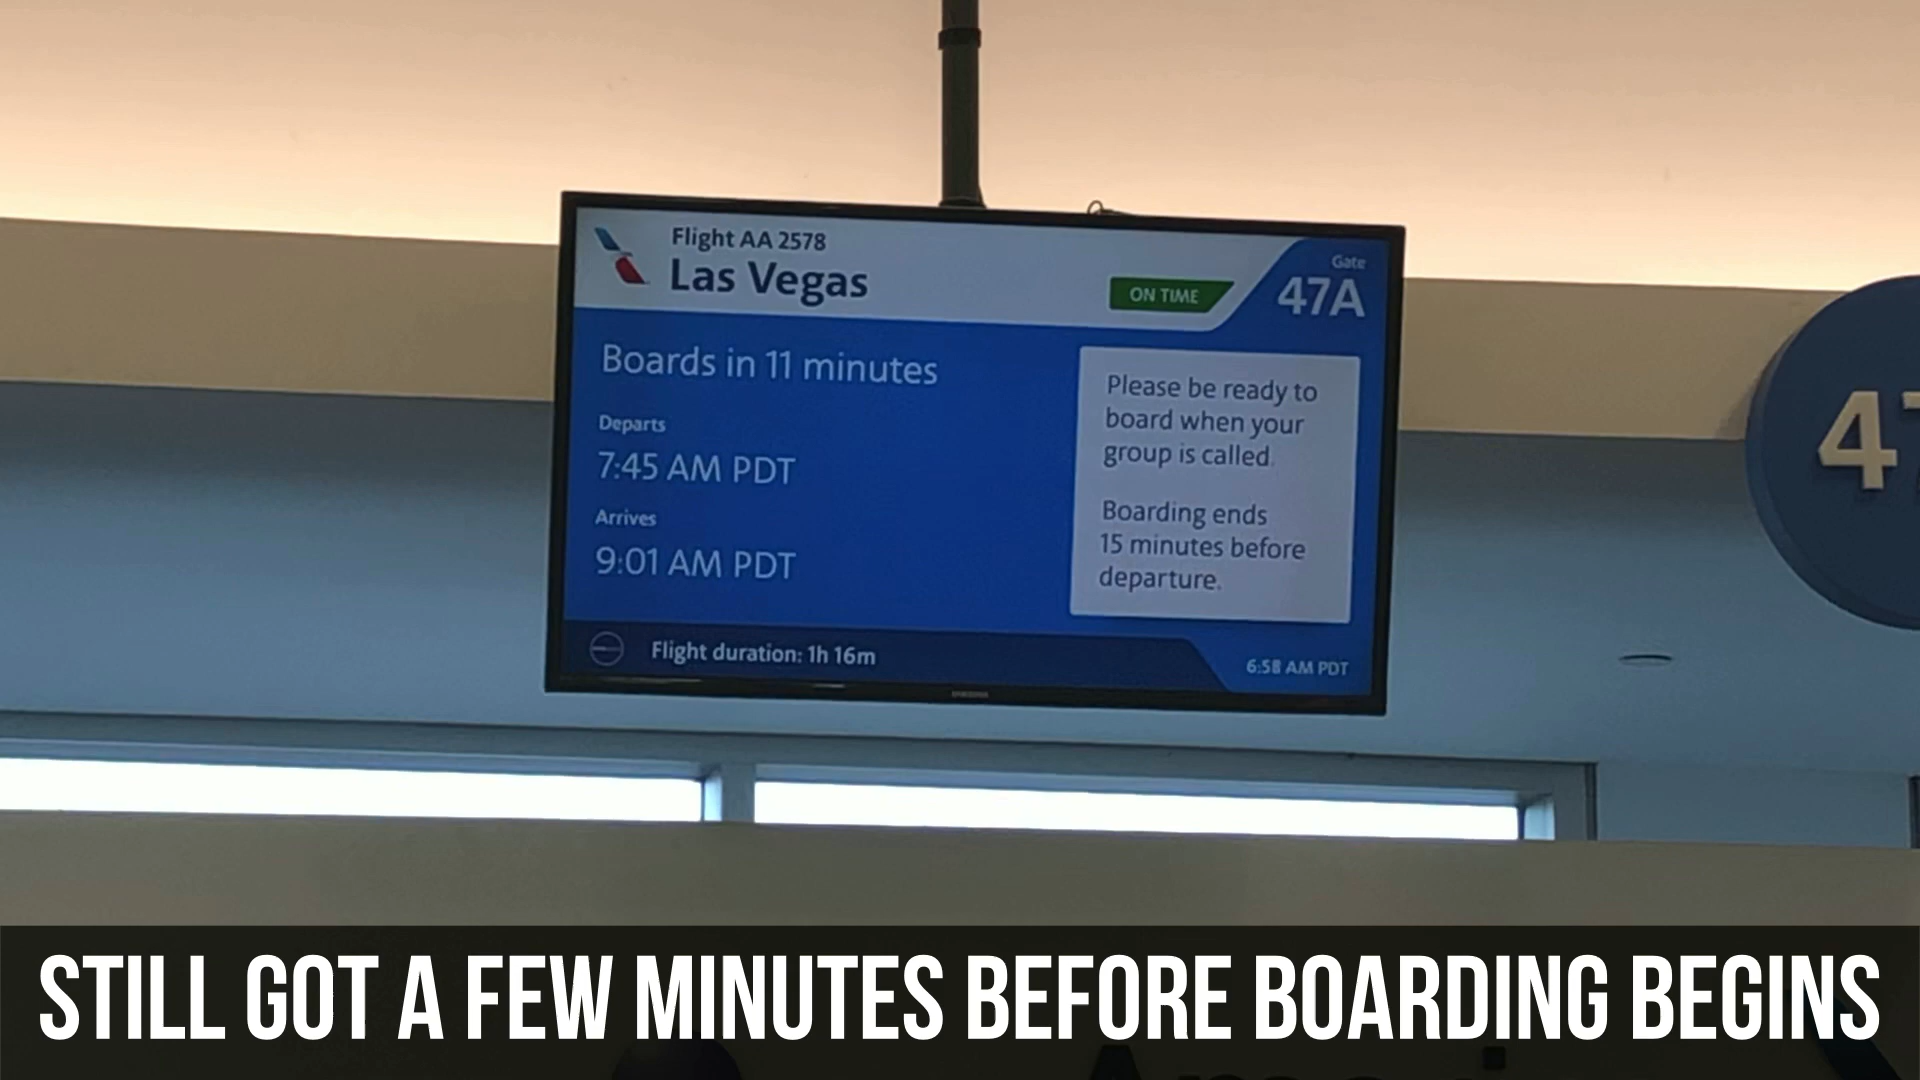 Flight AA 2578
Las Vegas
ON TIME
Gate
47A
Boards in 11 minutes
Departs
7:45 AM PDT
Arrives
9:01 AM PDT
Please be ready to
board when your
group is called.
Boarding ends
15 minutes before
departure.
Flight duration: 1h 16m
6:58 AM PDT
SAMSUNG
47
STILL GOT A FEW MINUTES BEFORE BOARDING BEGINS